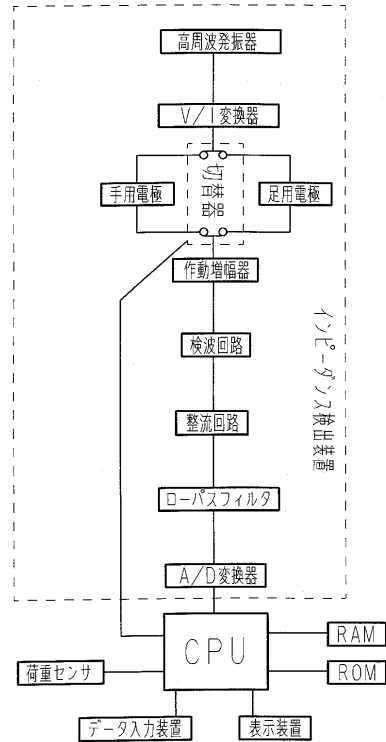 高周波発振器
V/I変換器
切替器
手用電極
足用電極
作動増幅器
検波回路
インピーダンス検出装置
整流回路
ローパスフィルタ
A/D変換器
CPU
RAM
荷重センサ
ROM
データ入力装置
表示装置